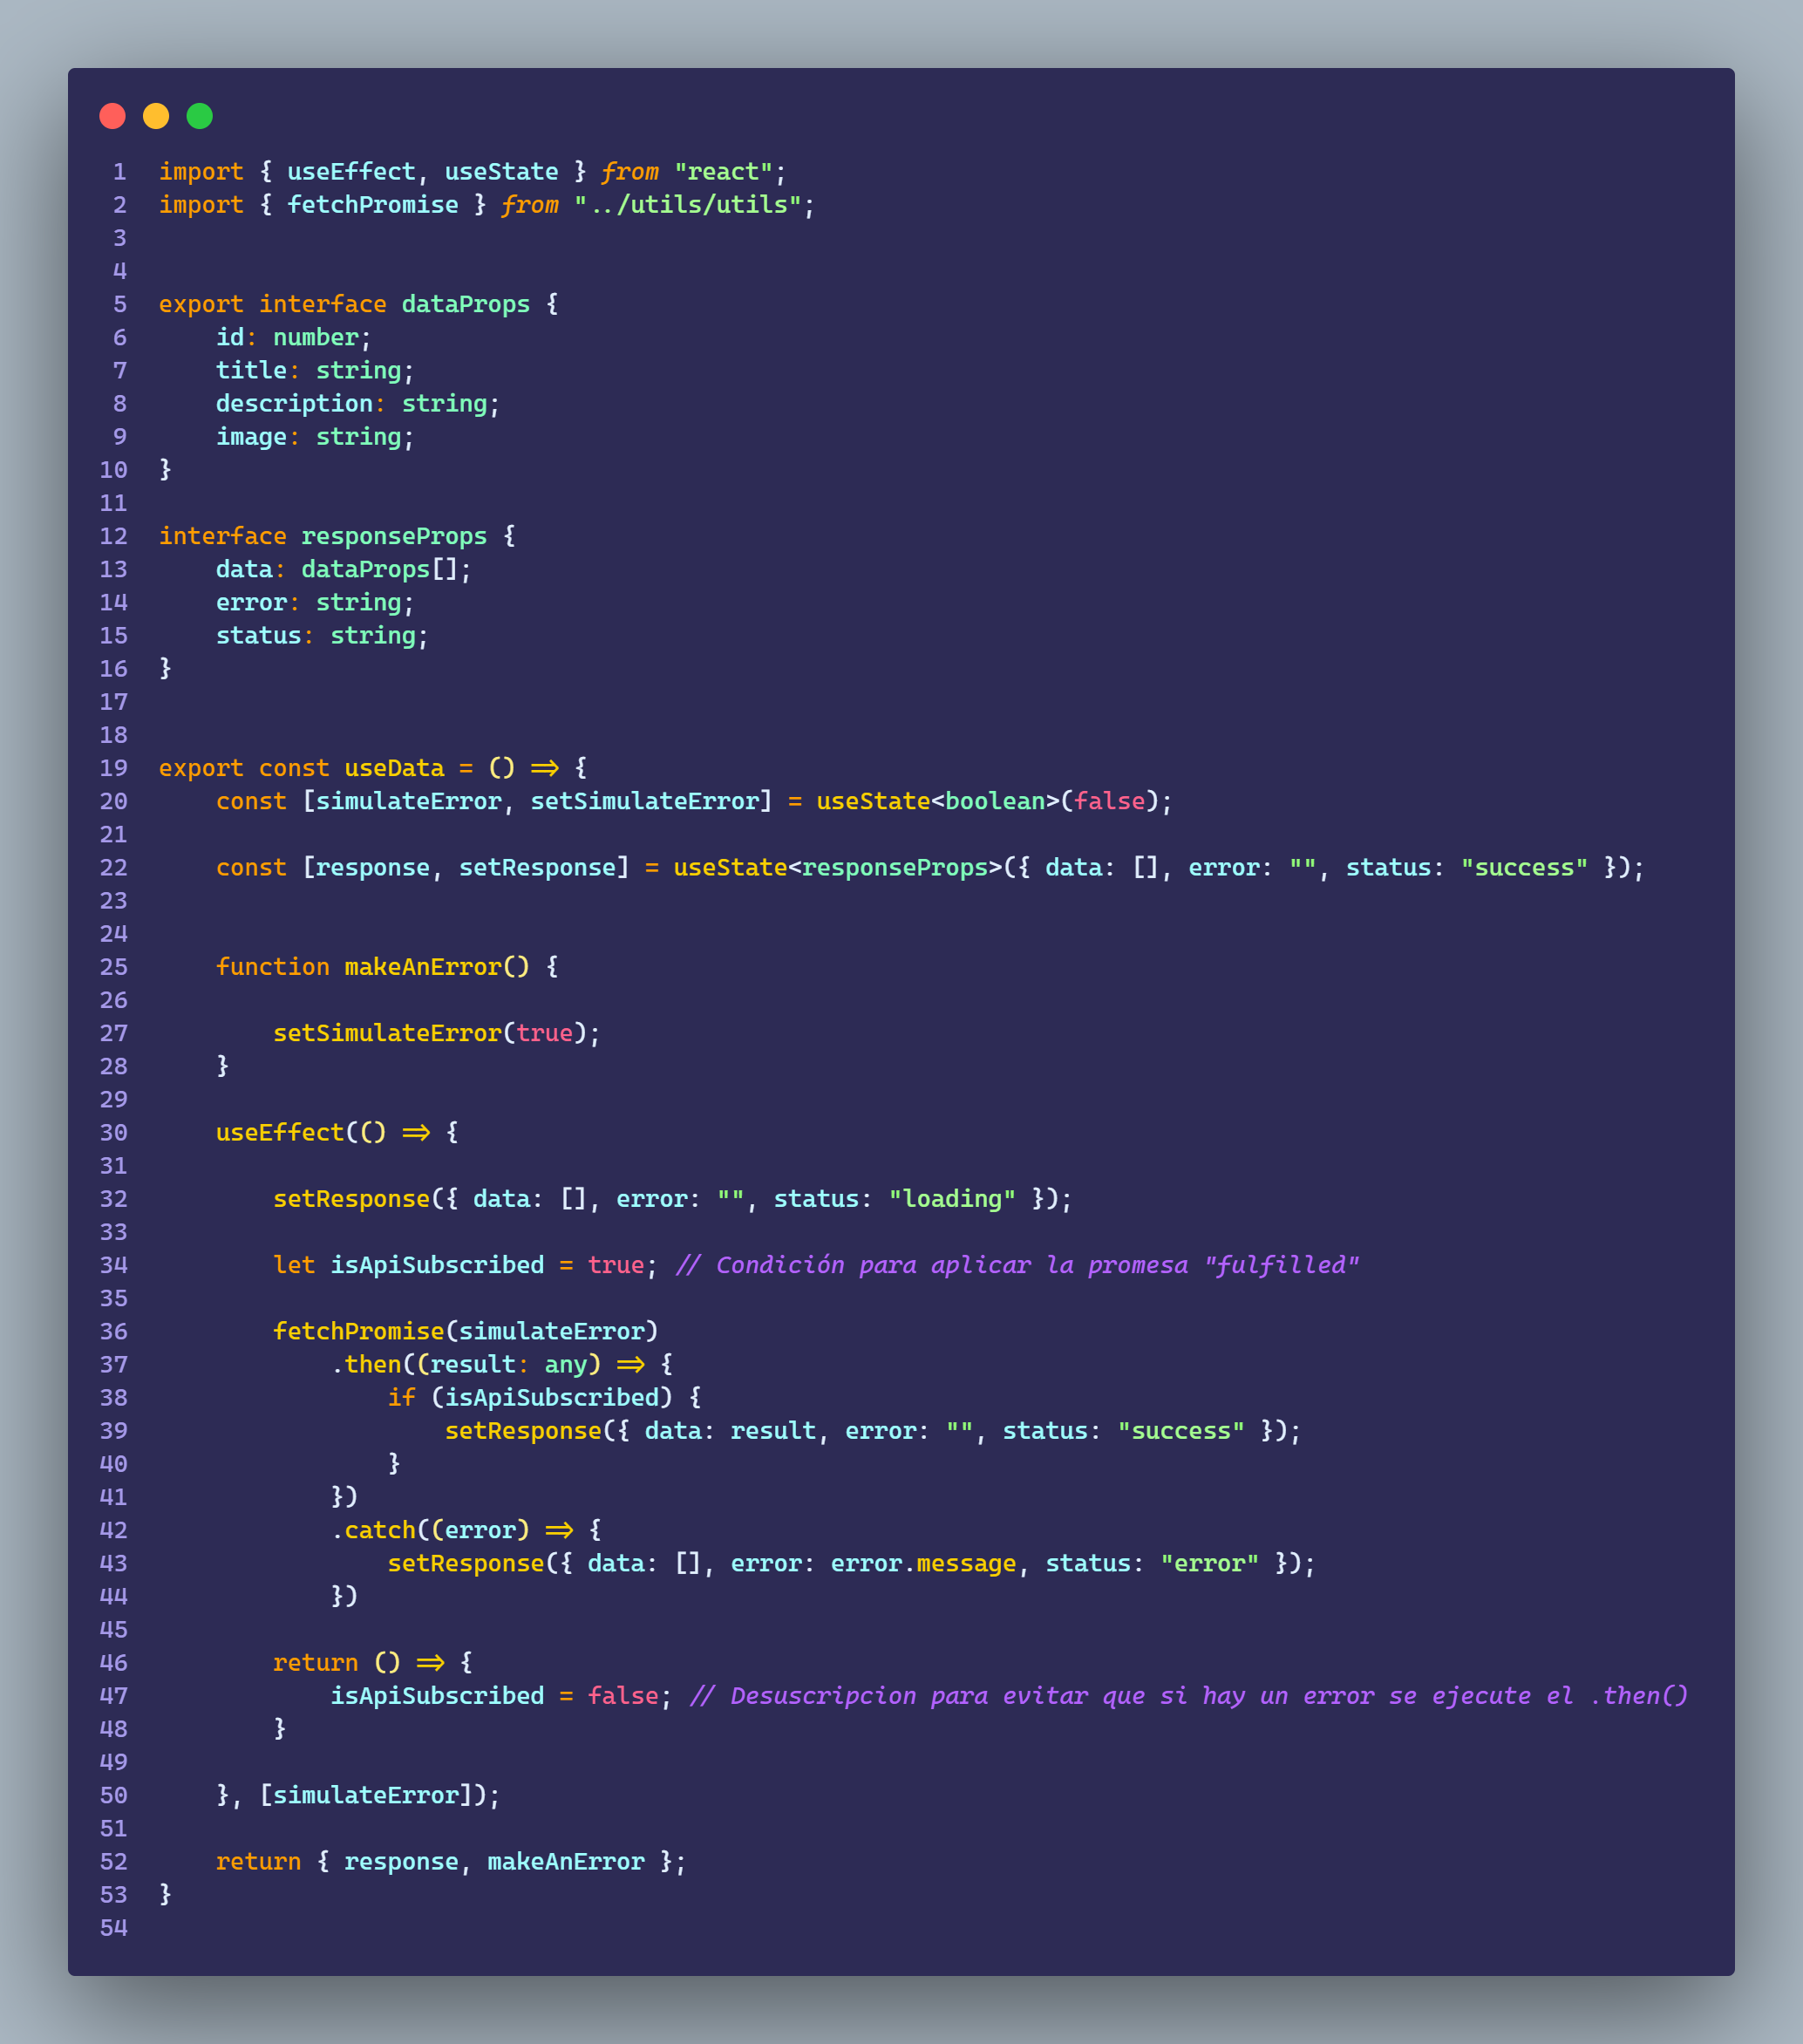 1 import { useEffect, useState } from "react";
2 import { fetchPromise } from "../utils/utils";
3
4
5 export interface dataProps {
6     id: number;
7     title: string;
8     description: string;
9     image: string;
10 }
11
12 interface responseProps {
13     data: dataProps[];
14     error: string;
15     status: string;
16 }
17
18
19 export const useData = () => {
20     const [simulateError, setSimulateError] = useState<boolean>(false);
21
22     const [response, setResponse] = useState<responseProps>({ data: [], error: "", status: "success" });
23
24
25     function makeAnError() {
26
27         setSimulateError(true);
28     }
29
30     useEffect(() => {
31
32         setResponse({ data: [], error: "", status: "loading" });
33
34         let isApiSubscribed = true; // Condición para aplicar la promesa "fulfilled"
35
36         fetchPromise(simulateError)
37             .then((result: any) => {
38                 if (isApiSubscribed) {
39                     setResponse({ data: result, error: "", status: "success" });
40                 }
41             })
42             .catch((error) => {
43                 setResponse({ data: [], error: error.message, status: "error" });
44             })
45
46         return () => {
47             isApiSubscribed = false; // Desuscripcion para evitar que si hay un error se ejecute el .then()
48         }
49
50     }, [simulateError]);
51
52     return { response, makeAnError };
53 }
54